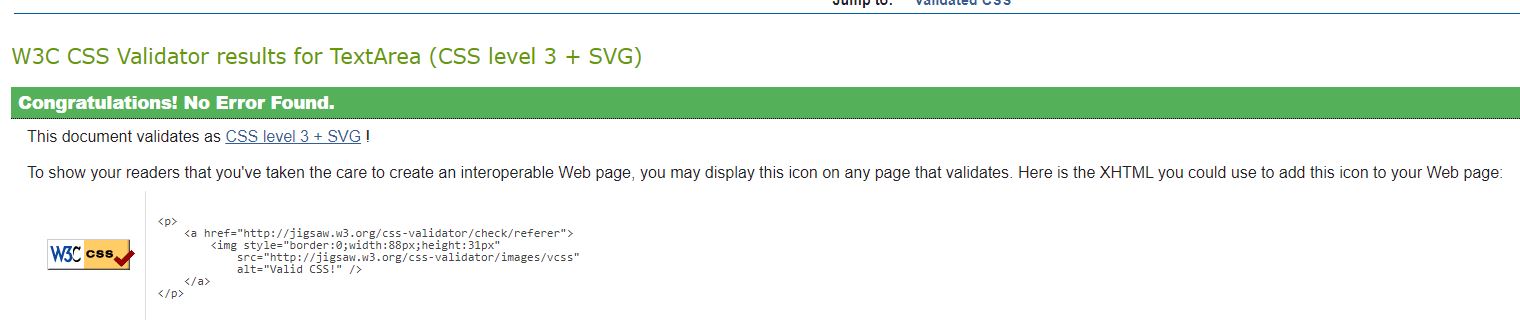 Jump to: Validated CSS
W3C CSS Validator results for TextArea (CSS level 3 + SVG)
Congratulations! No Error Found.
This document validates as CSS level 3 + SVG !
To show your readers that you've taken the care to create an interoperable Web page, you may display this icon on any page that validates. Here is the XHTML you could use to add this icon to your Web page:
W3C css
<p>
<a href="http://jigsaw.w3.org/css-validator/check/referer">
<img style="border:0;width:88px;height:31px"
src="http://jigsaw.w3.org/css-validator/images/vcss"
alt="Valid CSS!" />
</a>
</p>